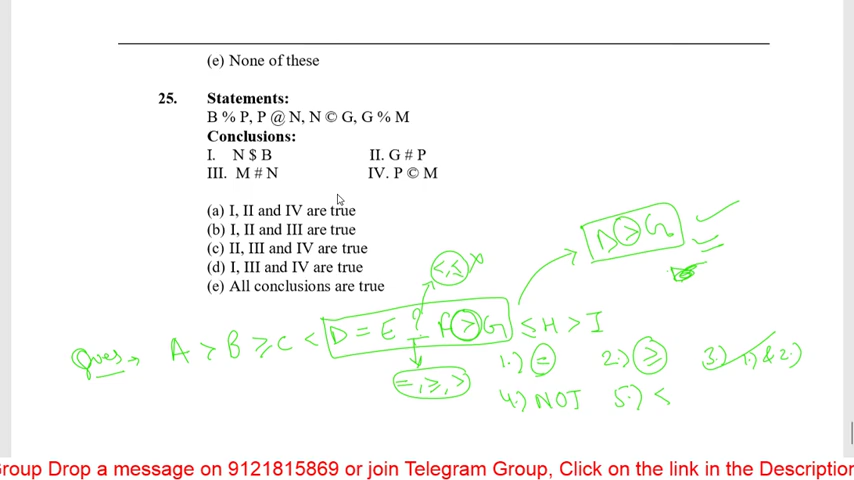 (e) None of these
25. Statements:
B % P, P @ N, N © G, G % M
Conclusions:
I. N $ B II. G # P
III. M # N IV. P © M
(a) I, II and IV are true
(b) I, II and III are true
(c) II, III and IV are true
(d) I, III and IV are true
(e) All conclusions are true
D > G
<, ≤ x
Ques → A > B ≥ C < D = E ? F > G ≤ H > I
=, ≥, >
1.) = 2.) ≥ 3.) 1.) & 2.)
4.) NOT 5.) <
Group Drop a message on 9121815869 or join Telegram Group, Click on the link in the Description